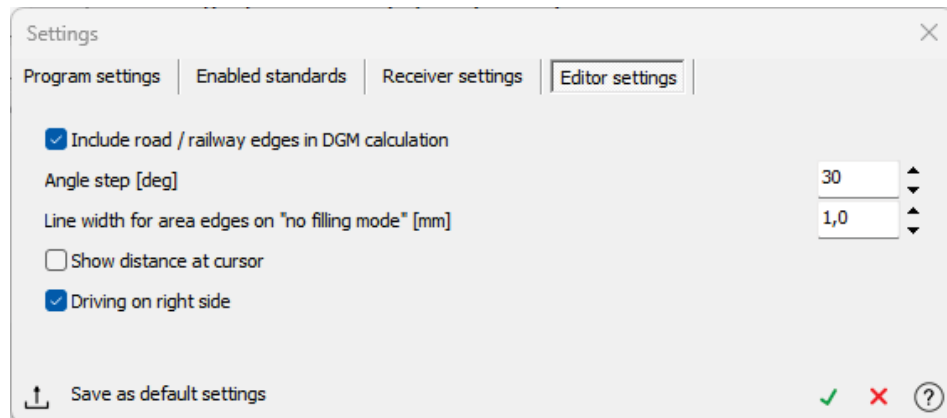 Settings
Program settings Enabled standards Receiver settings Editor settings
Include road / railway edges in DGM calculation
Angle step [deg] 30
Line width for area edges on "no filling mode" [mm] 1,0
Show distance at cursor
Driving on right side
Save as default settings